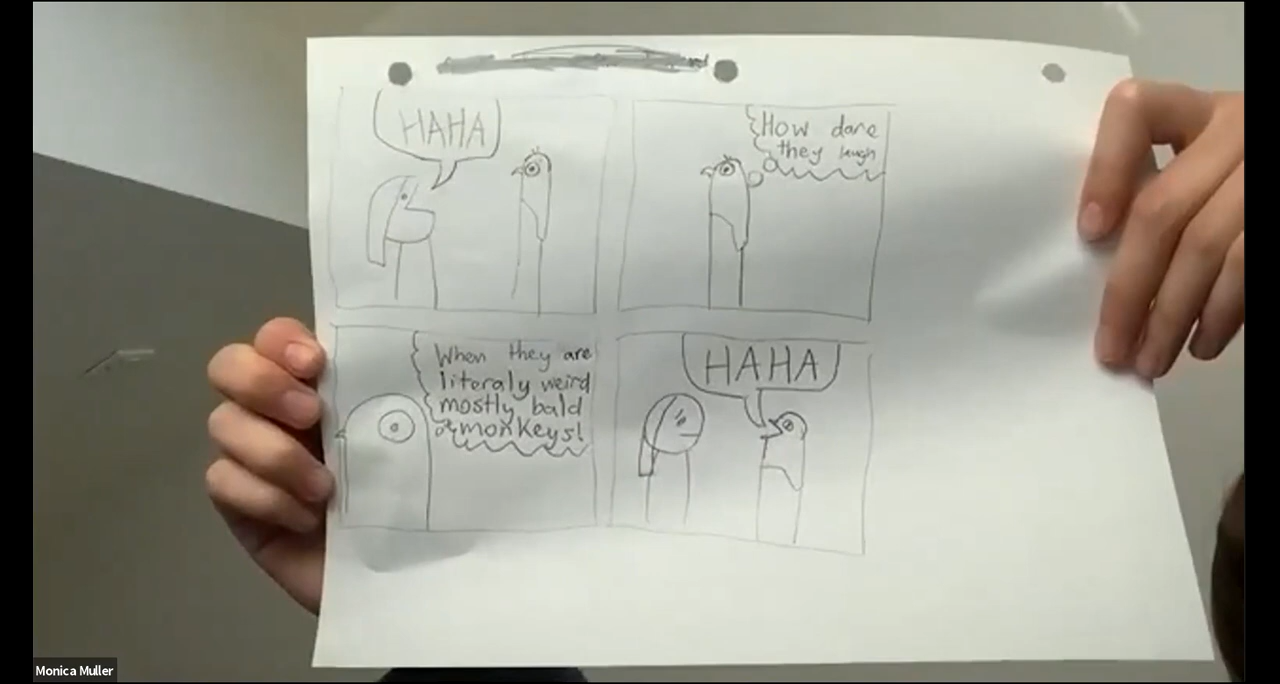 HAHA
How dare
they laugh
When they are
literaly weird
mostly bald
monkeys!
HAHA
Monica Muller